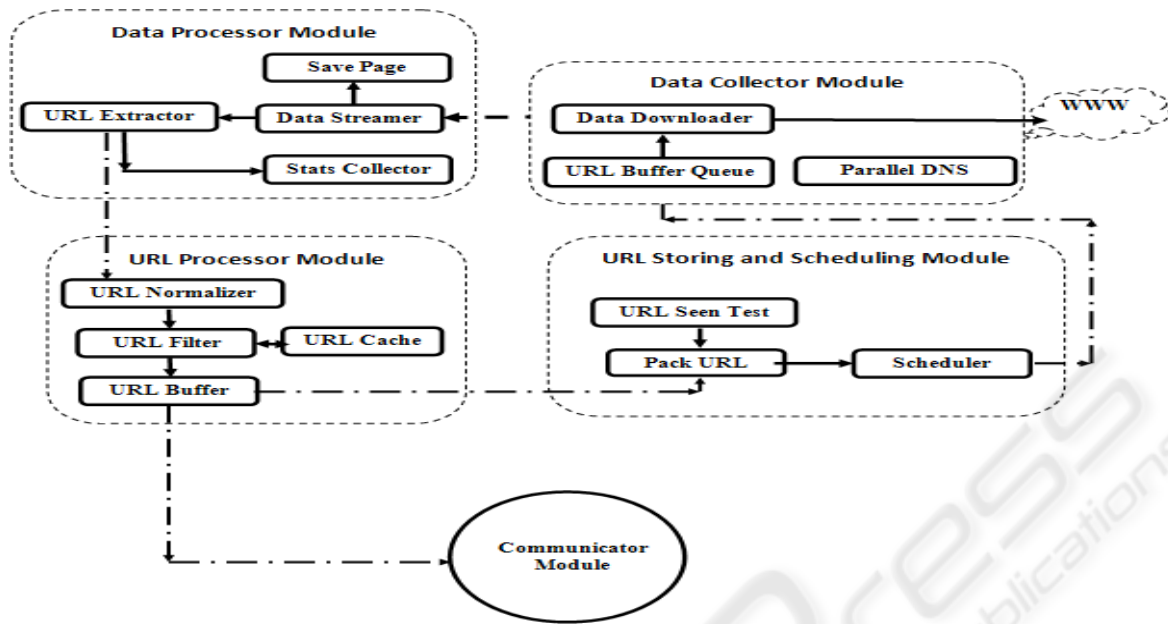 Data Processor Module
Save Page
URL Extractor
Data Streamer
Stats Collector
Data Collector Module
Data Downloader
WWW
URL Buffer Queue
Parallel DNS
URL Processor Module
URL Normalizer
URL Filter
URL Cache
URL Buffer
URL Storing and Scheduling Module
URL Seen Test
Pack URL
Scheduler
Communicator
Module